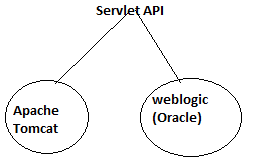 Servlet API
Apache
Tomcat
weblogic
(Oracle)